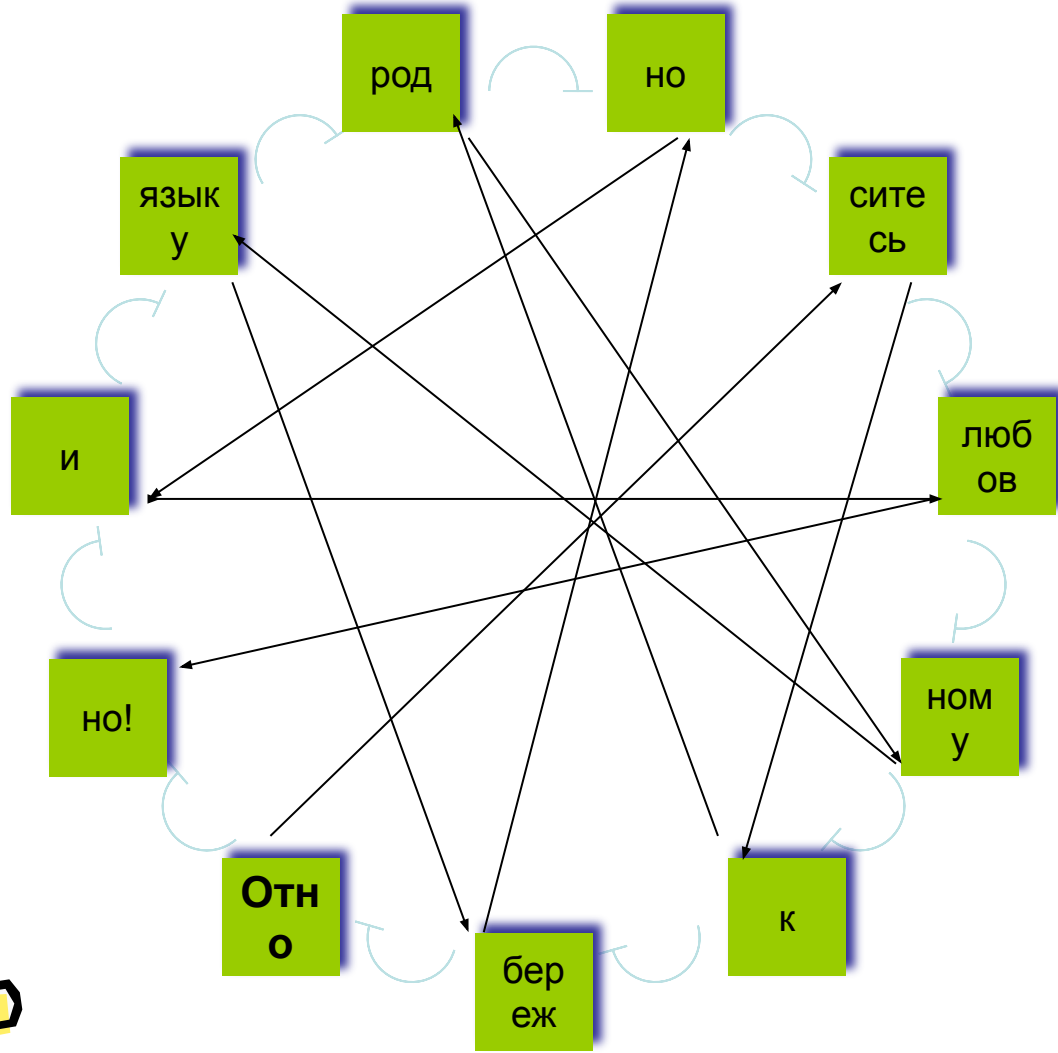 род
но
язык
у
сите
сь
и
люб
ов
но!
ном
у
Отн
о
к
бер
еж